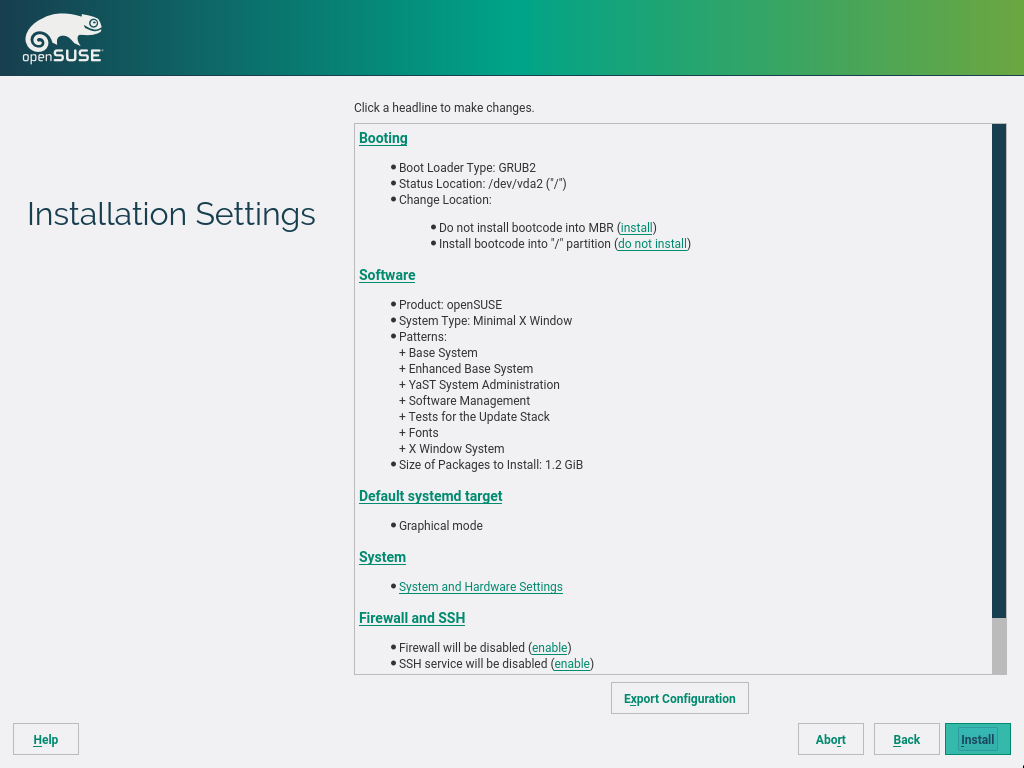 openSUSE
Click a headline to make changes.
Installation Settings
Booting
Boot Loader Type: GRUB2
Status Location: /dev/vda2 ("/")
Change Location:
Do not install bootcode into MBR (install)
Install bootcode into "/" partition (do not install)
Software
Product: openSUSE
System Type: Minimal X Window
Patterns:
+ Base System
+ Enhanced Base System
+ YaST System Administration
+ Software Management
+ Tests for the Update Stack
+ Fonts
+ X Window System
Size of Packages to Install: 1.2 GiB
Default systemd target
Graphical mode
System
System and Hardware Settings
Firewall and SSH
Firewall will be disabled (enable)
SSH service will be disabled (enable)
Export Configuration
Help
Abort
Back
Install